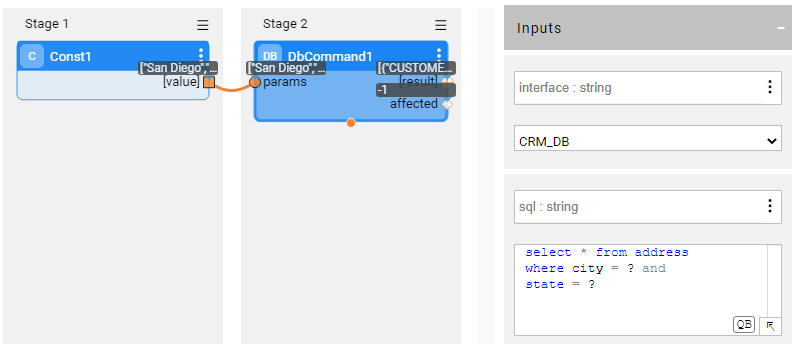 Stage 1
Stage 2
C Const1
["San Diego","...
[value]
DB DbCommand1
["San Diego","...
params
[{"CUSTOME...
[result]
-1
affected
Inputs
interface : string
CRM_DB
sql : string
select * from address
where city = ? and
state = ?
QB